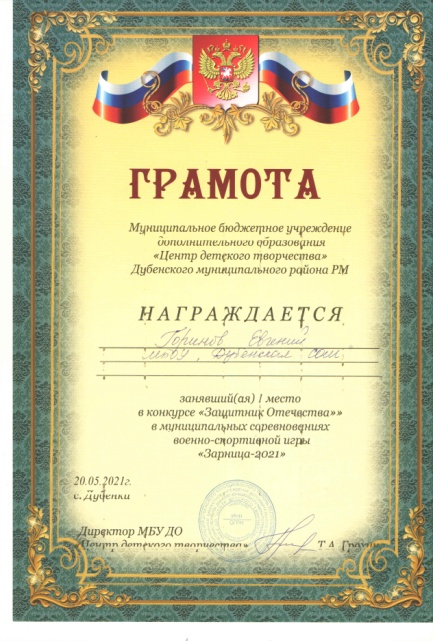 ГРАМОТА
Муниципальное бюджетное учреждение
дополнительного образования
«Центр детского творчества»
Дубенского муниципального района РМ
НАГРАЖДАЕТСЯ
Горинов Евгений
МБОУ „Дубенская СОШ"
занявший(ая) I место
в конкурсе «Защитник Отечества»»
в муниципальных соревнованиях
военно-спортивной игры
«Зарница-2021»
20.05.2021г.
с. Дубенки
Директор МБУ ДО
«Центр детского творчества» Т.А.